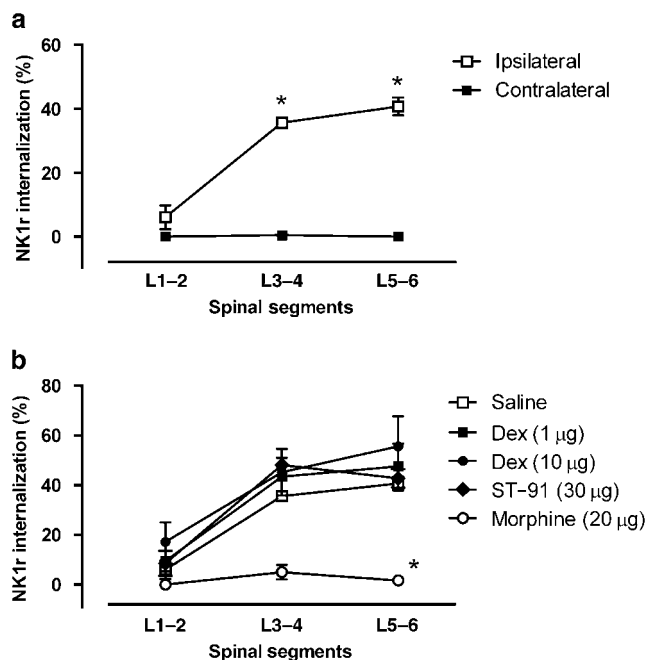 a
60
40
20
0
NK1r internalization (%)
*
*
Ipsilateral
Contralateral
L1–2
L3–4
L5–6
Spinal segments
b
80
60
40
20
0
NK1r internalization (%)
*
Saline
Dex (1 µg)
Dex (10 µg)
ST–91 (30 µg)
Morphine (20 µg)
L1–2
L3–4
L5–6
Spinal segments